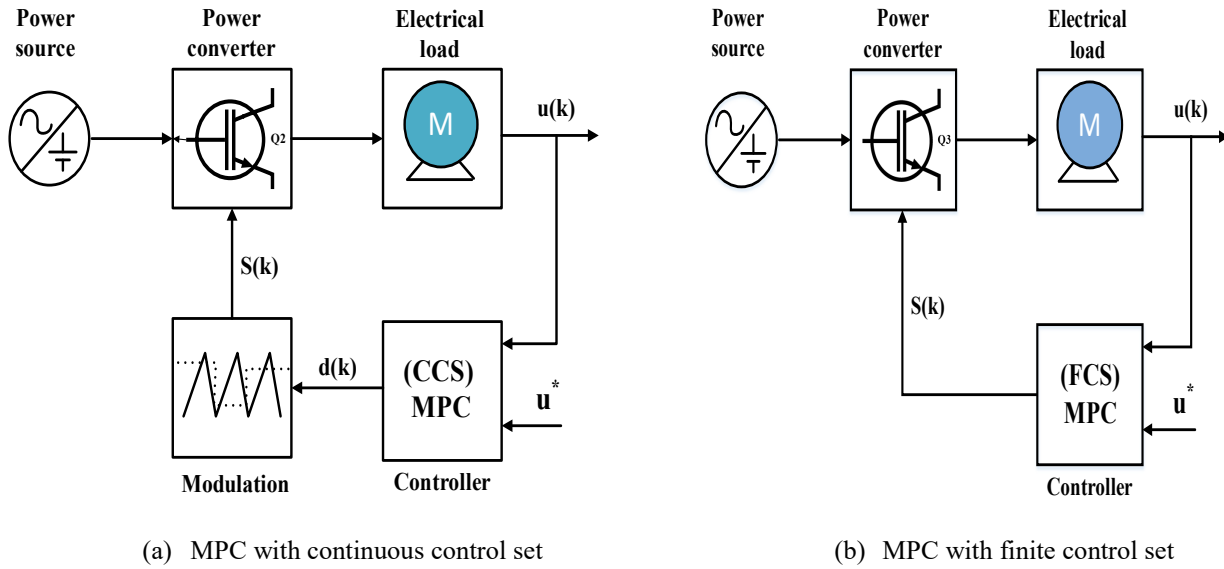 Power
source
Power
converter
Electrical
load
Q2
M
u(k)
S(k)
d(k)
(CCS)
MPC
u*
Modulation
Controller
(a) MPC with continuous control set
Power
source
Power
converter
Electrical
load
Q3
M
u(k)
S(k)
(FCS)
MPC
u*
Controller
(b) MPC with finite control set